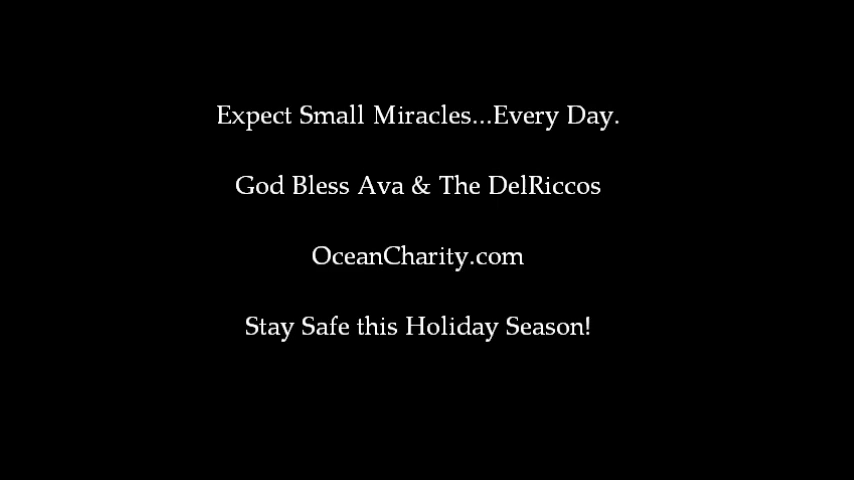 Expect Small Miracles...Every Day.
God Bless Ava & The DelRiccos
OceanCharity.com
Stay Safe this Holiday Season!